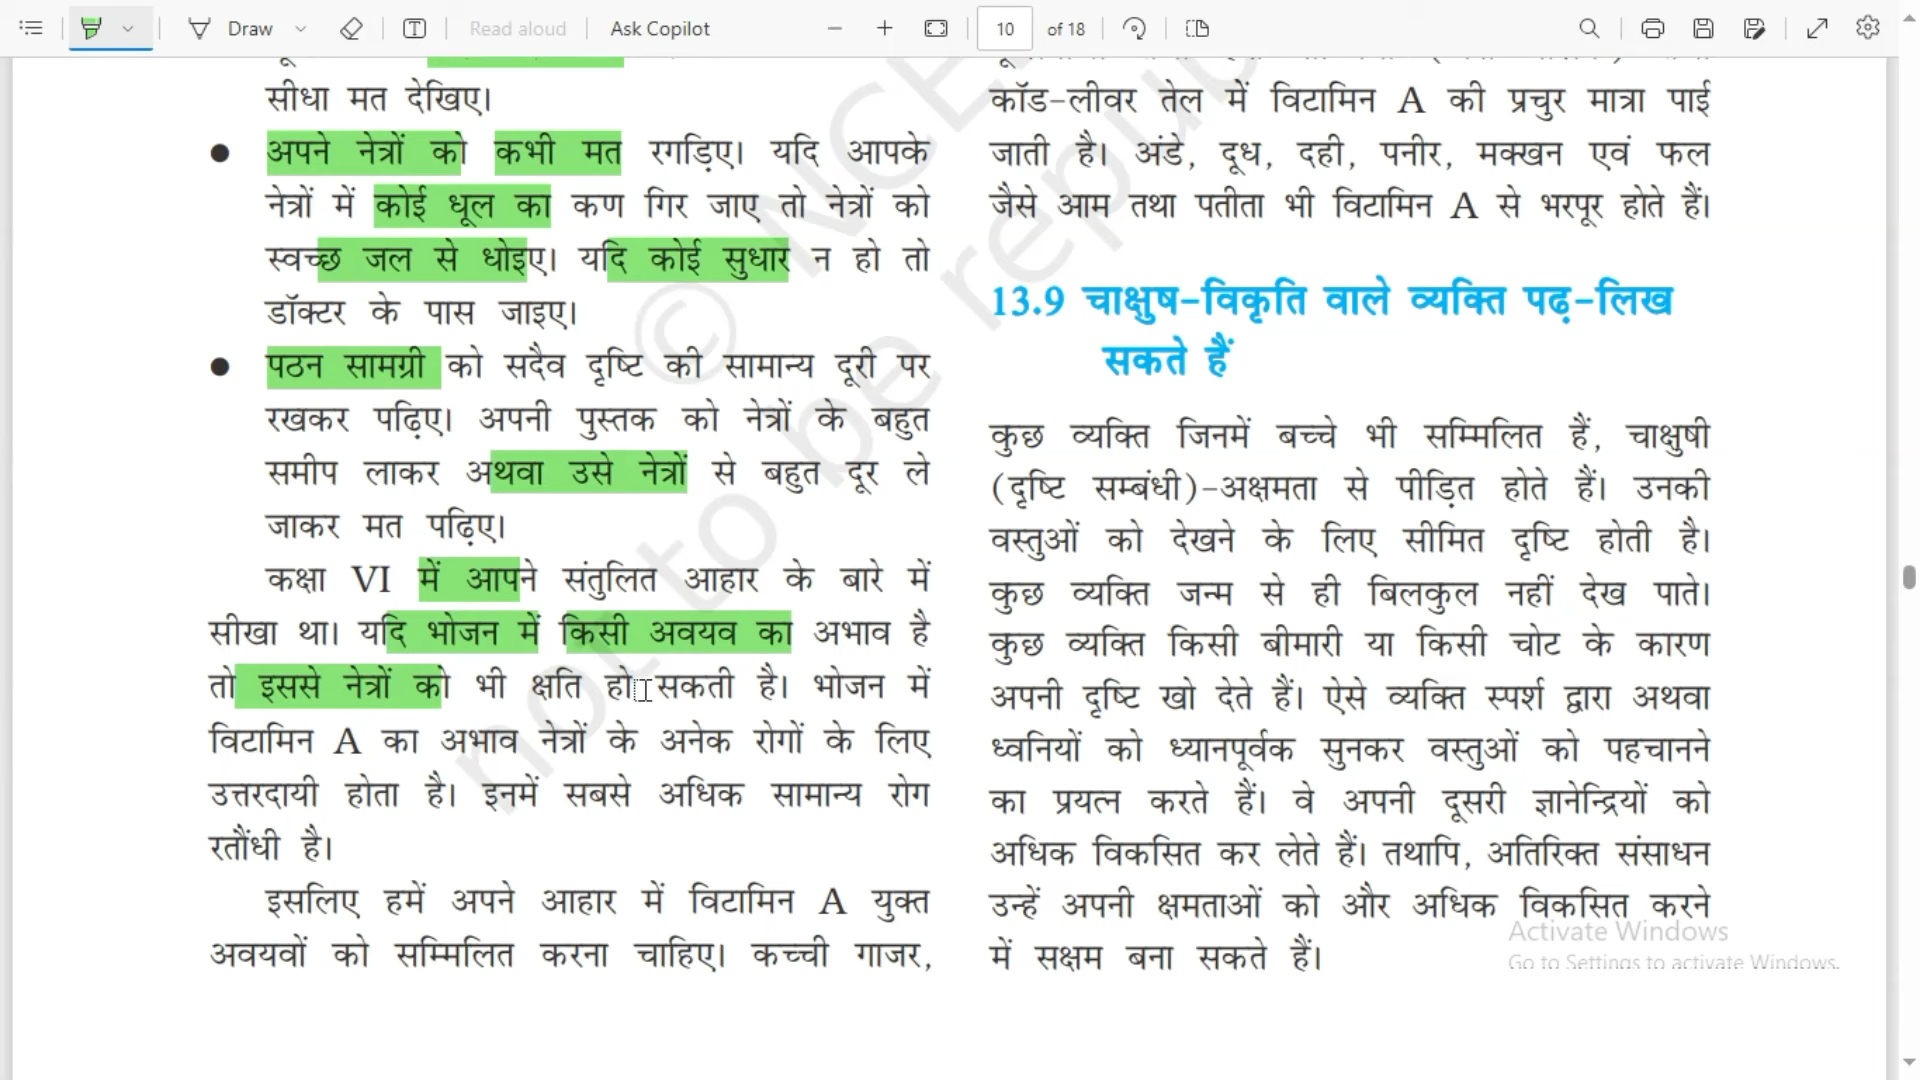 Draw
Read aloud
Ask Copilot
10
of 18
सीधा मत देखिए।
● अपने नेत्रों को कभी मत रगड़िए। यदि आपके
नेत्रों में कोई धूल का कण गिर जाए तो नेत्रों को
स्वच्छ जल से धोइए। यदि कोई सुधार न हो तो
डॉक्टर के पास जाइए।
● पठन सामग्री को सदैव दृष्टि की सामान्य दूरी पर
रखकर पढ़िए। अपनी पुस्तक को नेत्रों के बहुत
समीप लाकर अथवा उसे नेत्रों से बहुत दूर ले
जाकर मत पढ़िए।
कक्षा VI में आपने संतुलित आहार के बारे में
सीखा था। यदि भोजन में किसी अवयव का अभाव है
तो इससे नेत्रों को भी क्षति हो सकती है। भोजन में
विटामिन A का अभाव नेत्रों के अनेक रोगों के लिए
उत्तरदायी होता है। इनमें सबसे अधिक सामान्य रोग
रतौंधी है।
इसलिए हमें अपने आहार में विटामिन A युक्त
अवयवों को सम्मिलित करना चाहिए। कच्ची गाजर,
कॉड-लीवर तेल में विटामिन A की प्रचुर मात्रा पाई
जाती है। अंडे, दूध, दही, पनीर, मक्खन एवं फल
जैसे आम तथा पतीता भी विटामिन A से भरपूर होते हैं।
13.9 चाक्षुष-विकृति वाले व्यक्ति पढ़-लिख
सकते हैं
कुछ व्यक्ति जिनमें बच्चे भी सम्मिलित हैं, चाक्षुषी
(दृष्टि सम्बंधी)-अक्षमता से पीड़ित होते हैं। उनकी
वस्तुओं को देखने के लिए सीमित दृष्टि होती है।
कुछ व्यक्ति जन्म से ही बिलकुल नहीं देख पाते।
कुछ व्यक्ति किसी बीमारी या किसी चोट के कारण
अपनी दृष्टि खो देते हैं। ऐसे व्यक्ति स्पर्श द्वारा अथवा
ध्वनियों को ध्यानपूर्वक सुनकर वस्तुओं को पहचानने
का प्रयत्न करते हैं। वे अपनी दूसरी ज्ञानेन्द्रियों को
अधिक विकसित कर लेते हैं। तथापि, अतिरिक्त संसाधन
उन्हें अपनी क्षमताओं को और अधिक विकसित करने
में सक्षम बना सकते हैं।
© NCE
not to be repu
Activate Windows
Go to Settings to activate Windows.